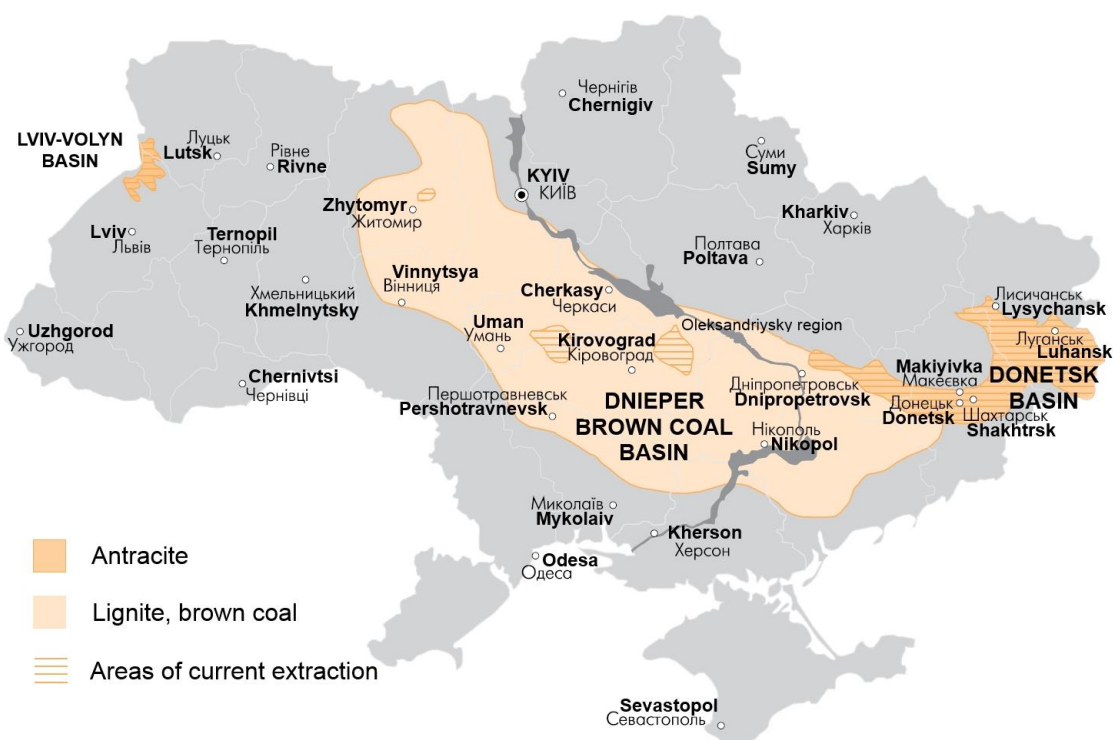 Чернігів
Chernigiv
LVIV-VOLYN
BASIN
Луцьк
Lutsk
Рівне
Rivne
Суми
Sumy
KYIV
КИЇВ
Zhytomyr
Житомир
Kharkiv
Харків
Lviv
Львів
Ternopil
Тернопіль
Полтава
Poltava
Vinnytsya
Вінниця
Хмельницький
Khmelnytsky
Cherkasy
Черкаси
Лисичанськ
Lysychansk
Uzhgorod
Ужгород
Uman
Умань
Oleksandriysky region
Kirovograd
Кіровоград
Луганськ
Luhansk
Chernivtsi
Чернівці
Makiyivka
Макєєвка
DONETSK
BASIN
Першотравневськ
Pershotravnevsk
DNIEPER
BROWN COAL
BASIN
Дніпропетровськ
Dnipropetrovsk
Донецьк
Donetsk
Шахтарськ
Shakhtrsk
Нікополь
Nikopol
Миколаїв
Mykolaiv
Kherson
Херсон
Odesa
Одеса
Antracite
Lignite, brown coal
Areas of current extraction
Sevastopol
Севастополь